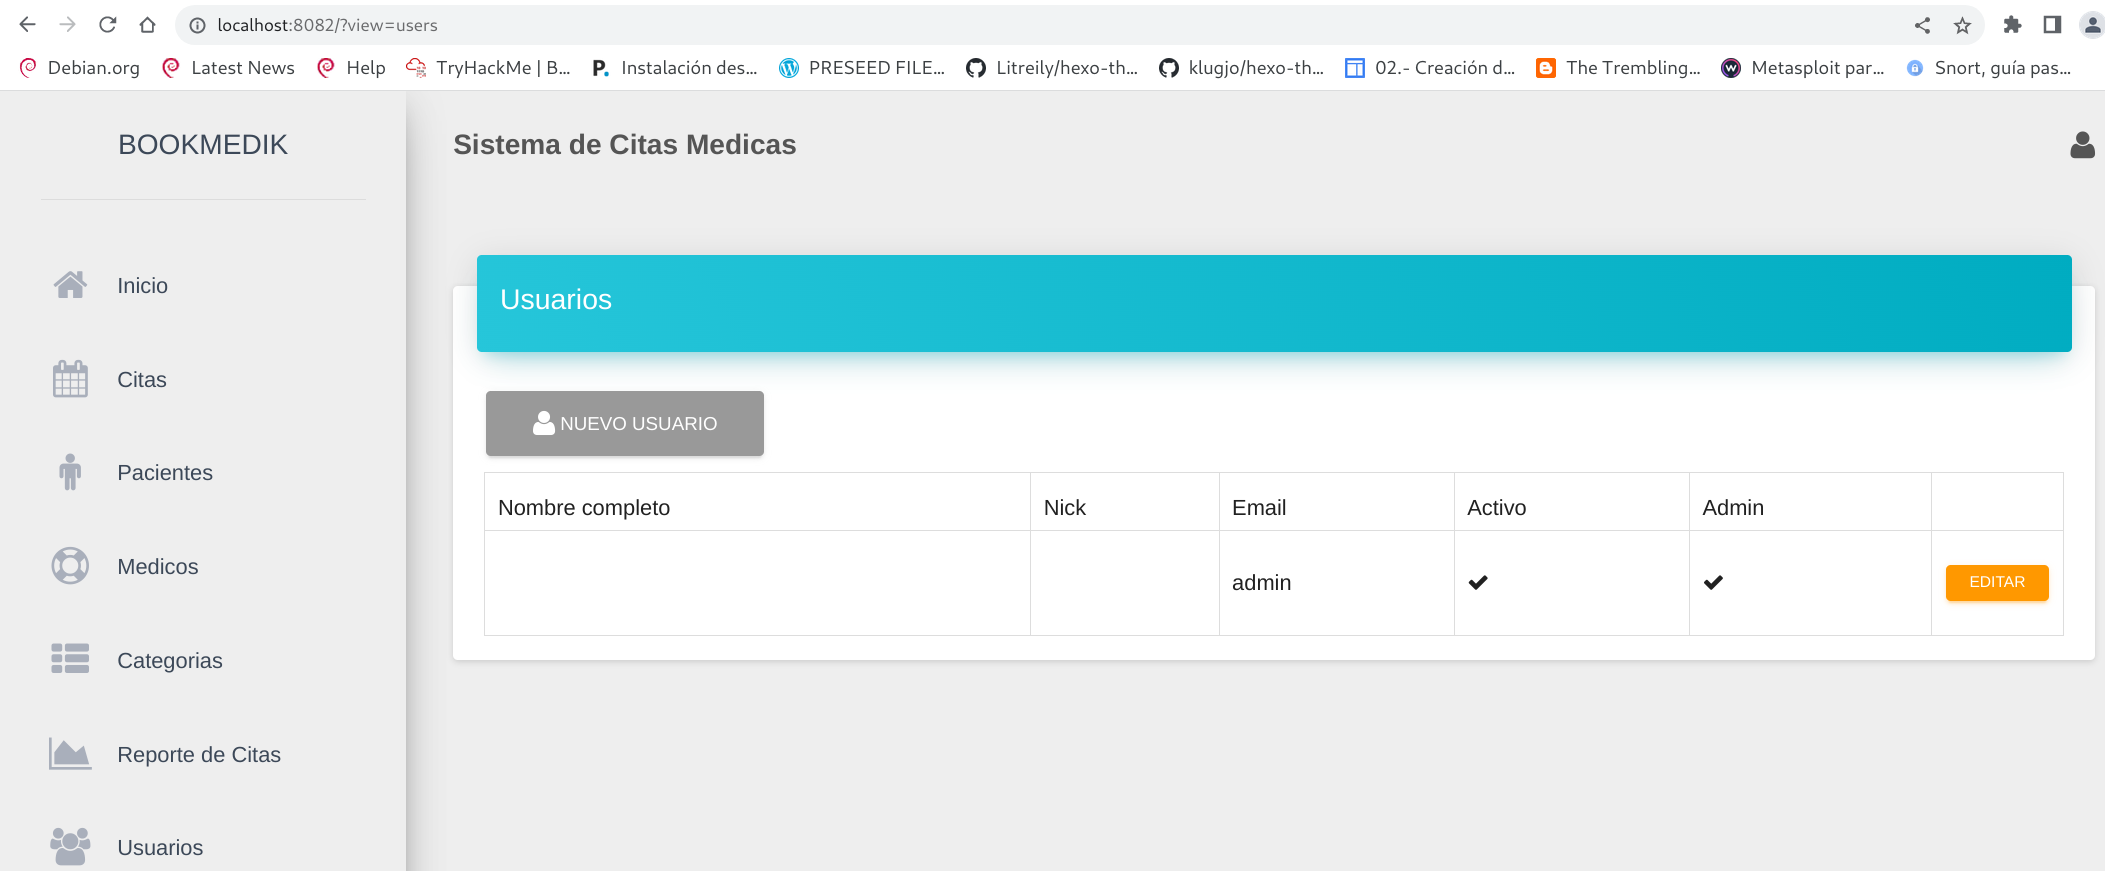 localhost:8082/?view=users
Debian.org Latest News Help TryHackMe | B... Instalación des... PRESEED FILE... Litreily/hexo-th... klugjo/hexo-th... 02.- Creación d... The Trembling... Metasploit par... Snort, guía pas...
BOOKMEDIK
Sistema de Citas Medicas
Inicio
Citas
Pacientes
Medicos
Categorias
Reporte de Citas
Usuarios
Usuarios
NUEVO USUARIO
Nombre completo Nick Email Activo Admin
admin EDITAR